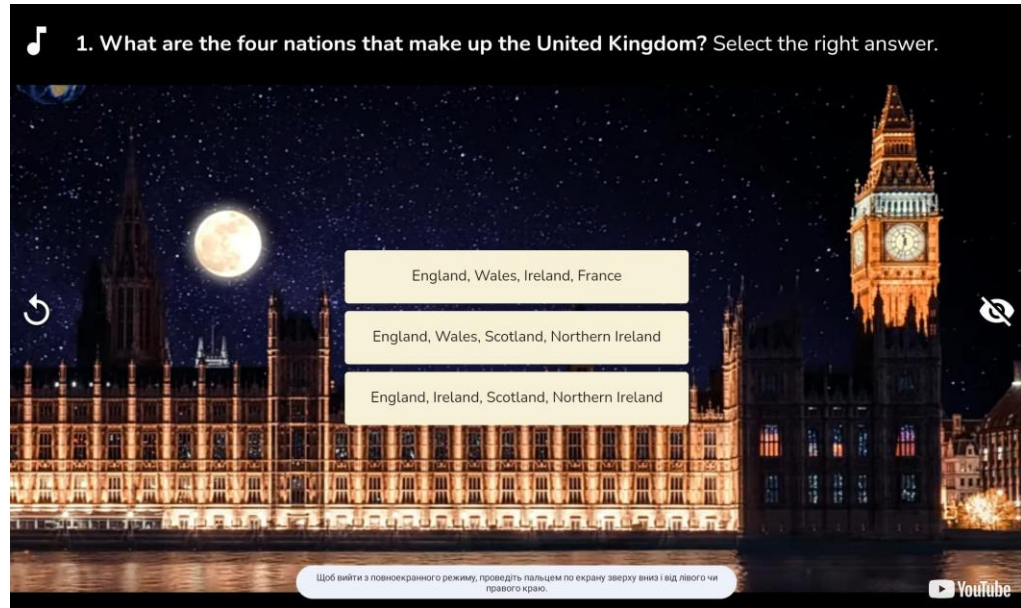 1. What are the four nations that make up the United Kingdom? Select the right answer.
England, Wales, Ireland, France
England, Wales, Scotland, Northern Ireland
England, Ireland, Scotland, Northern Ireland
Щоб вийти з повноекранного режиму, проведіть пальцем по екрану зверху вниз і від лівого чи
правого краю.
YouTube